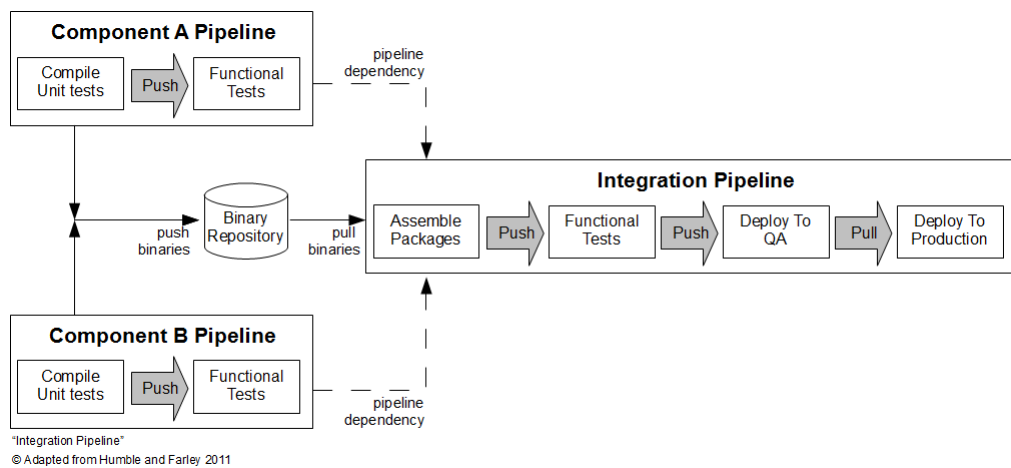 Component A Pipeline
Compile
Unit tests
Push
Functional
Tests
pipeline
dependency
push
binaries
Binary
Repository
pull
binaries
Integration Pipeline
Assemble
Packages
Push
Functional
Tests
Push
Deploy To
QA
Pull
Deploy To
Production
Component B Pipeline
Compile
Unit tests
Push
Functional
Tests
pipeline
dependency
“Integration Pipeline”
© Adapted from Humble and Farley 2011